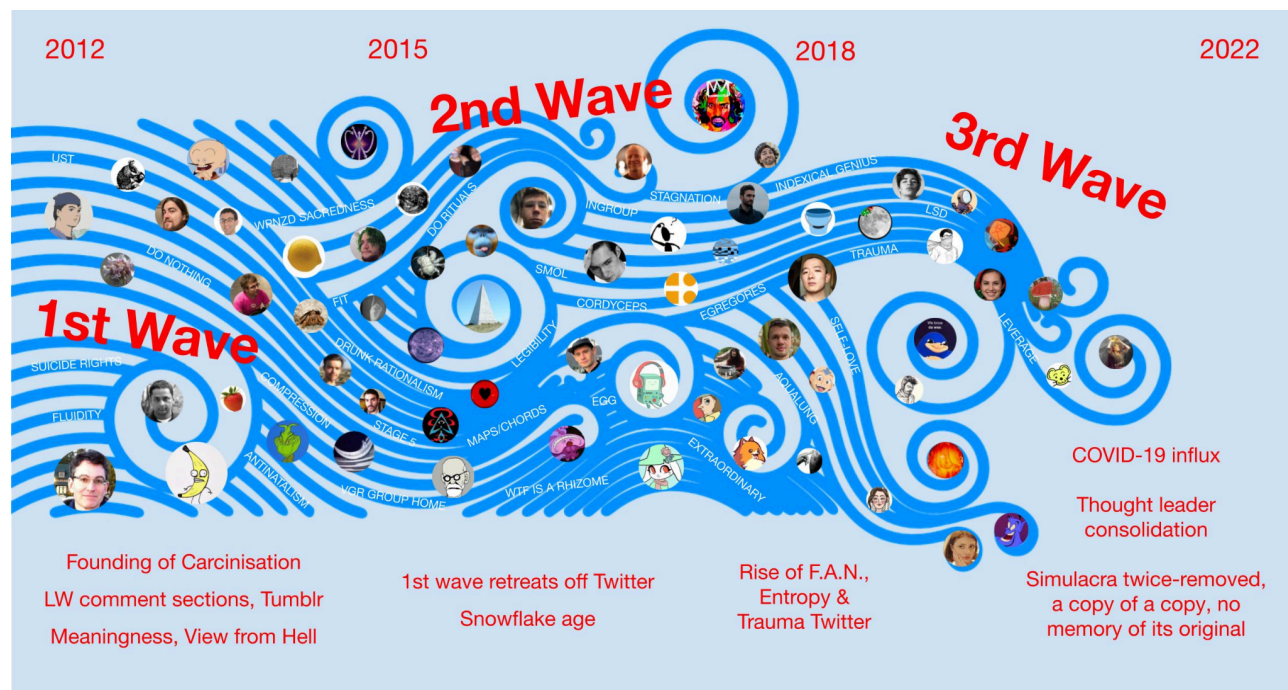 2012
2015
2018
2022
1st Wave
2nd Wave
3rd Wave
UST
WRNZD SACREDNESS
DO NOTHING
DO RITUALS
FIT
SMOL
INGROUP
STAGNATION
INDEXICAL GENIUS
LSD
TRAUMA
CORDYCEPS
EGREGORES
LEGIBILITY
SELF-LOVE
LEVERAGE
SUICIDE RIGHTS
FLUIDITY
COMPRESSION
DRUNK RATIONALISM
STAGE 5
MAPS/CHORDS
EGG
AQUALUNG
ANTINATALISM
VGR GROUP HOME
WTF IS A RHIZOME
EXTRAORDINARY
Founding of Carcinisation
LW comment sections, Tumblr
Meaningness, View from Hell
1st wave retreats off Twitter
Snowflake age
Rise of F.A.N.,
Entropy &
Trauma Twitter
COVID-19 influx
Thought leader
consolidation
Simulacra twice-removed,
a copy of a copy, no
memory of its original